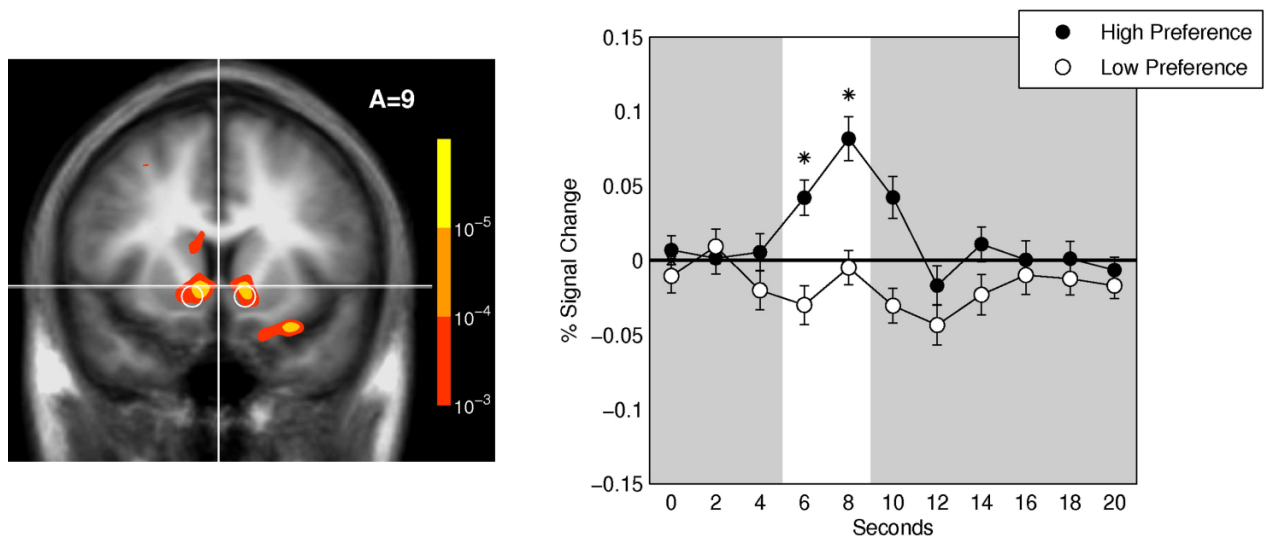 A=9
10⁻⁵
10⁻⁴
10⁻³
High Preference
Low Preference
% Signal Change
0.15
0.1
0.05
0
−0.05
−0.1
−0.15
*
*
0 2 4 6 8 10 12 14 16 18 20
Seconds